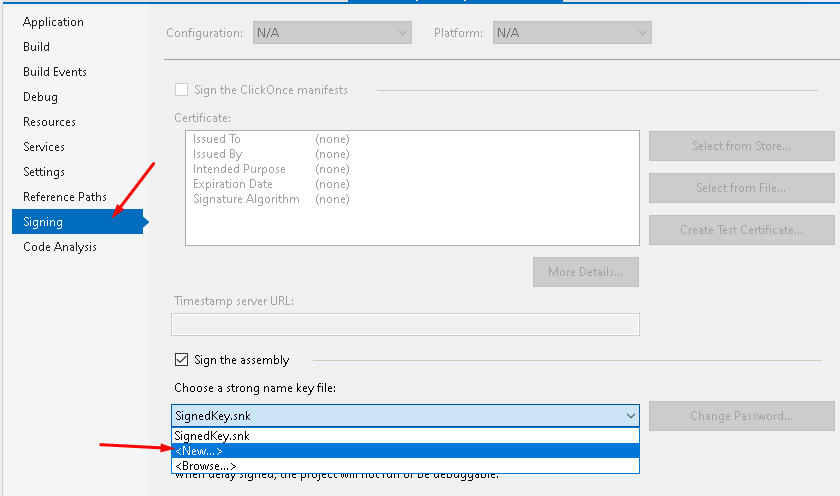 Application
Build
Build Events
Debug
Resources
Services
Settings
Reference Paths
Signing
Code Analysis
Configuration: N/A Platform: N/A
Sign the ClickOnce manifests
Certificate:
Issued To (none)
Issued By (none)
Intended Purpose (none)
Expiration Date (none)
Signature Algorithm (none)
Select from Store...
Select from File...
Create Test Certificate...
More Details...
Timestamp server URL:
Sign the assembly
Choose a strong name key file:
SignedKey.snk
Change Password...
SignedKey.snk
<New...>
<Browse...>
When delay signed, the project will not run or be debuggable.